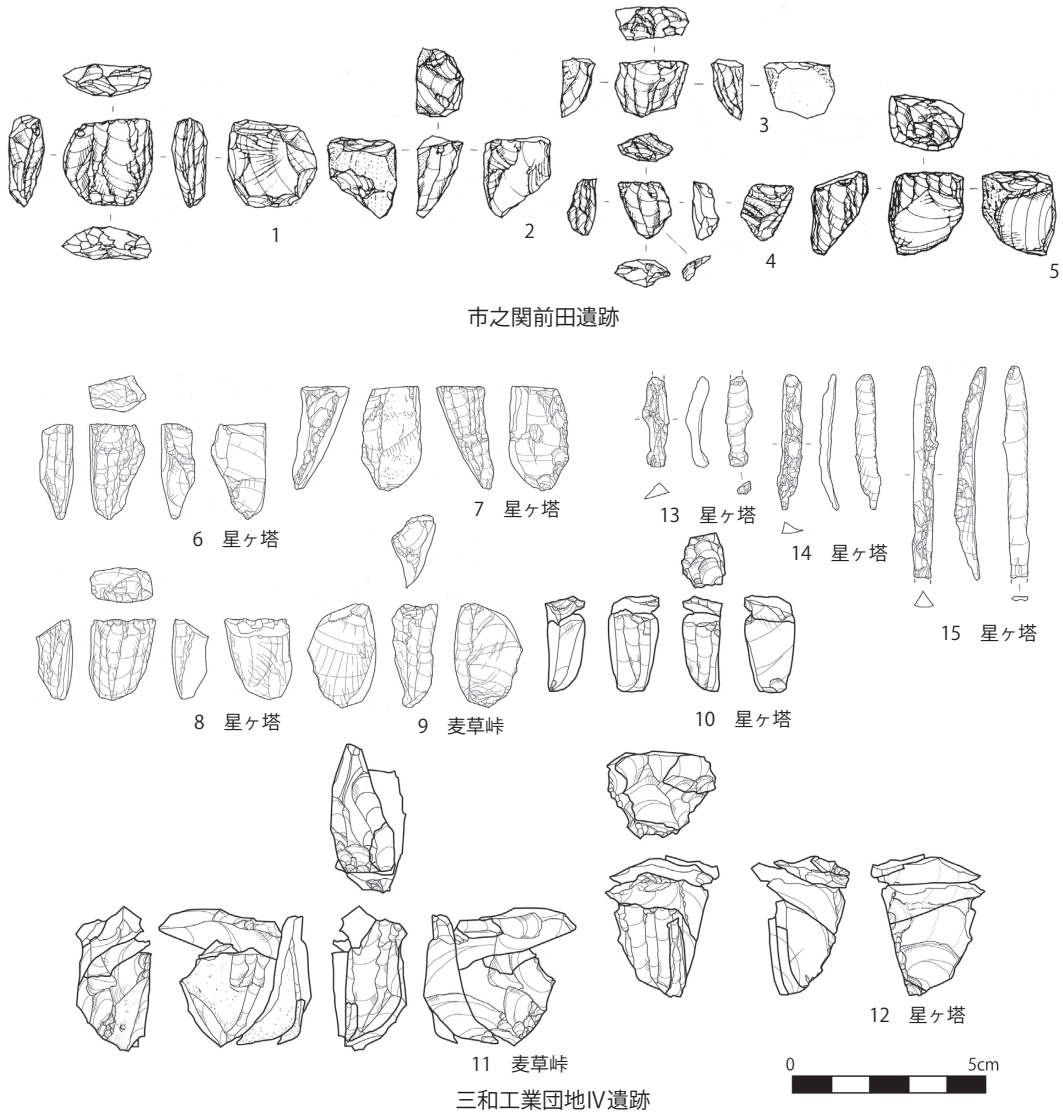 1
2
3
4
5
市之関前田遺跡
6 星ヶ塔
7 星ヶ塔
13 星ヶ塔
14 星ヶ塔
15 星ヶ塔
8 星ヶ塔
9 麦草峠
10 星ヶ塔
11 麦草峠
12 星ヶ塔
0 5cm
三和工業団地Ⅳ遺跡